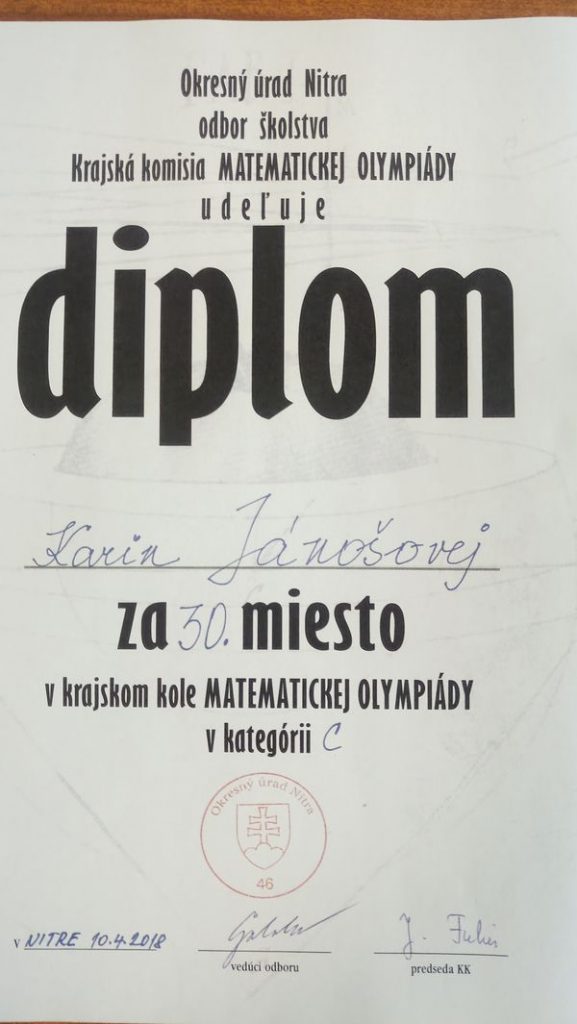 Okresný úrad Nitra
odbor školstva
Krajská komisia MATEMATICKEJ OLYMPIÁDY
udeľuje
diplom
Karin Jánošovej
za 30. miesto
v krajskom kole MATEMATICKEJ OLYMPIÁDY
v kategórii C
Okresný úrad Nitra
46
v NITRE 10.4.2018
vedúci odboru
predseda KK